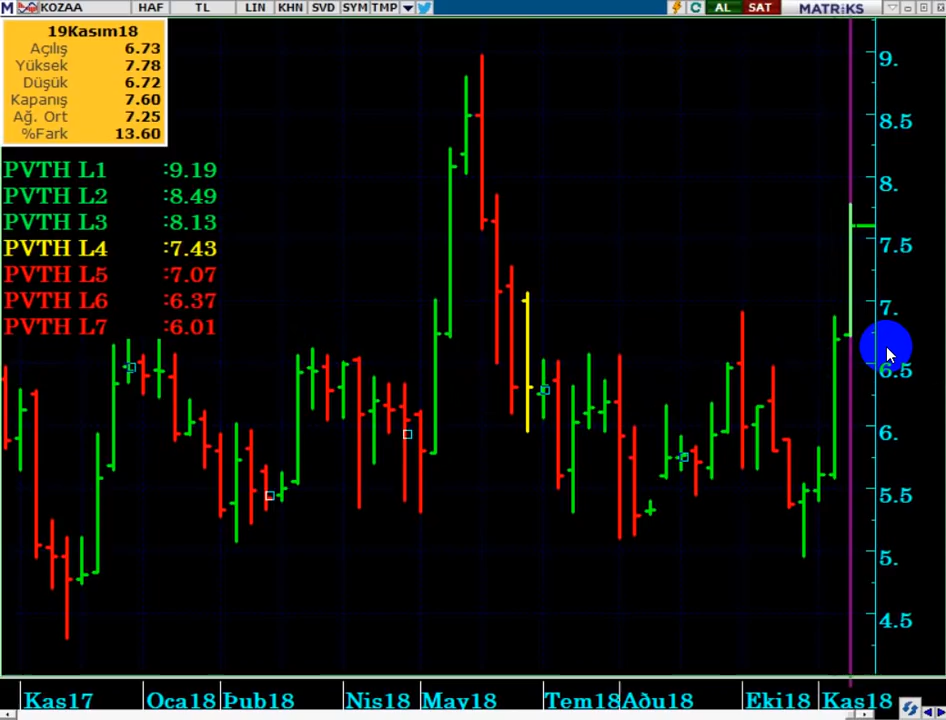 M KOZAA HAF TL LIN KHN SVD SYM TMP AL SAT MATRİKS
19Kasım18
Açılış 6.73
Yüksek 7.78
Düşük 6.72
Kapanış 7.60
Ağ. Ort 7.25
%Fark 13.60
PVTH L1 :9.19
PVTH L2 :8.49
PVTH L3 :8.13
PVTH L4 :7.43
PVTH L5 :7.07
PVTH L6 :6.37
PVTH L7 :6.01
9.
8.5
8.
7.5
7.
6.5
6.
5.5
5.
4.5
Kas17 Oca18 Þub18 Nis18 May18 Tem18 Aðu18 Eki18 Kas18